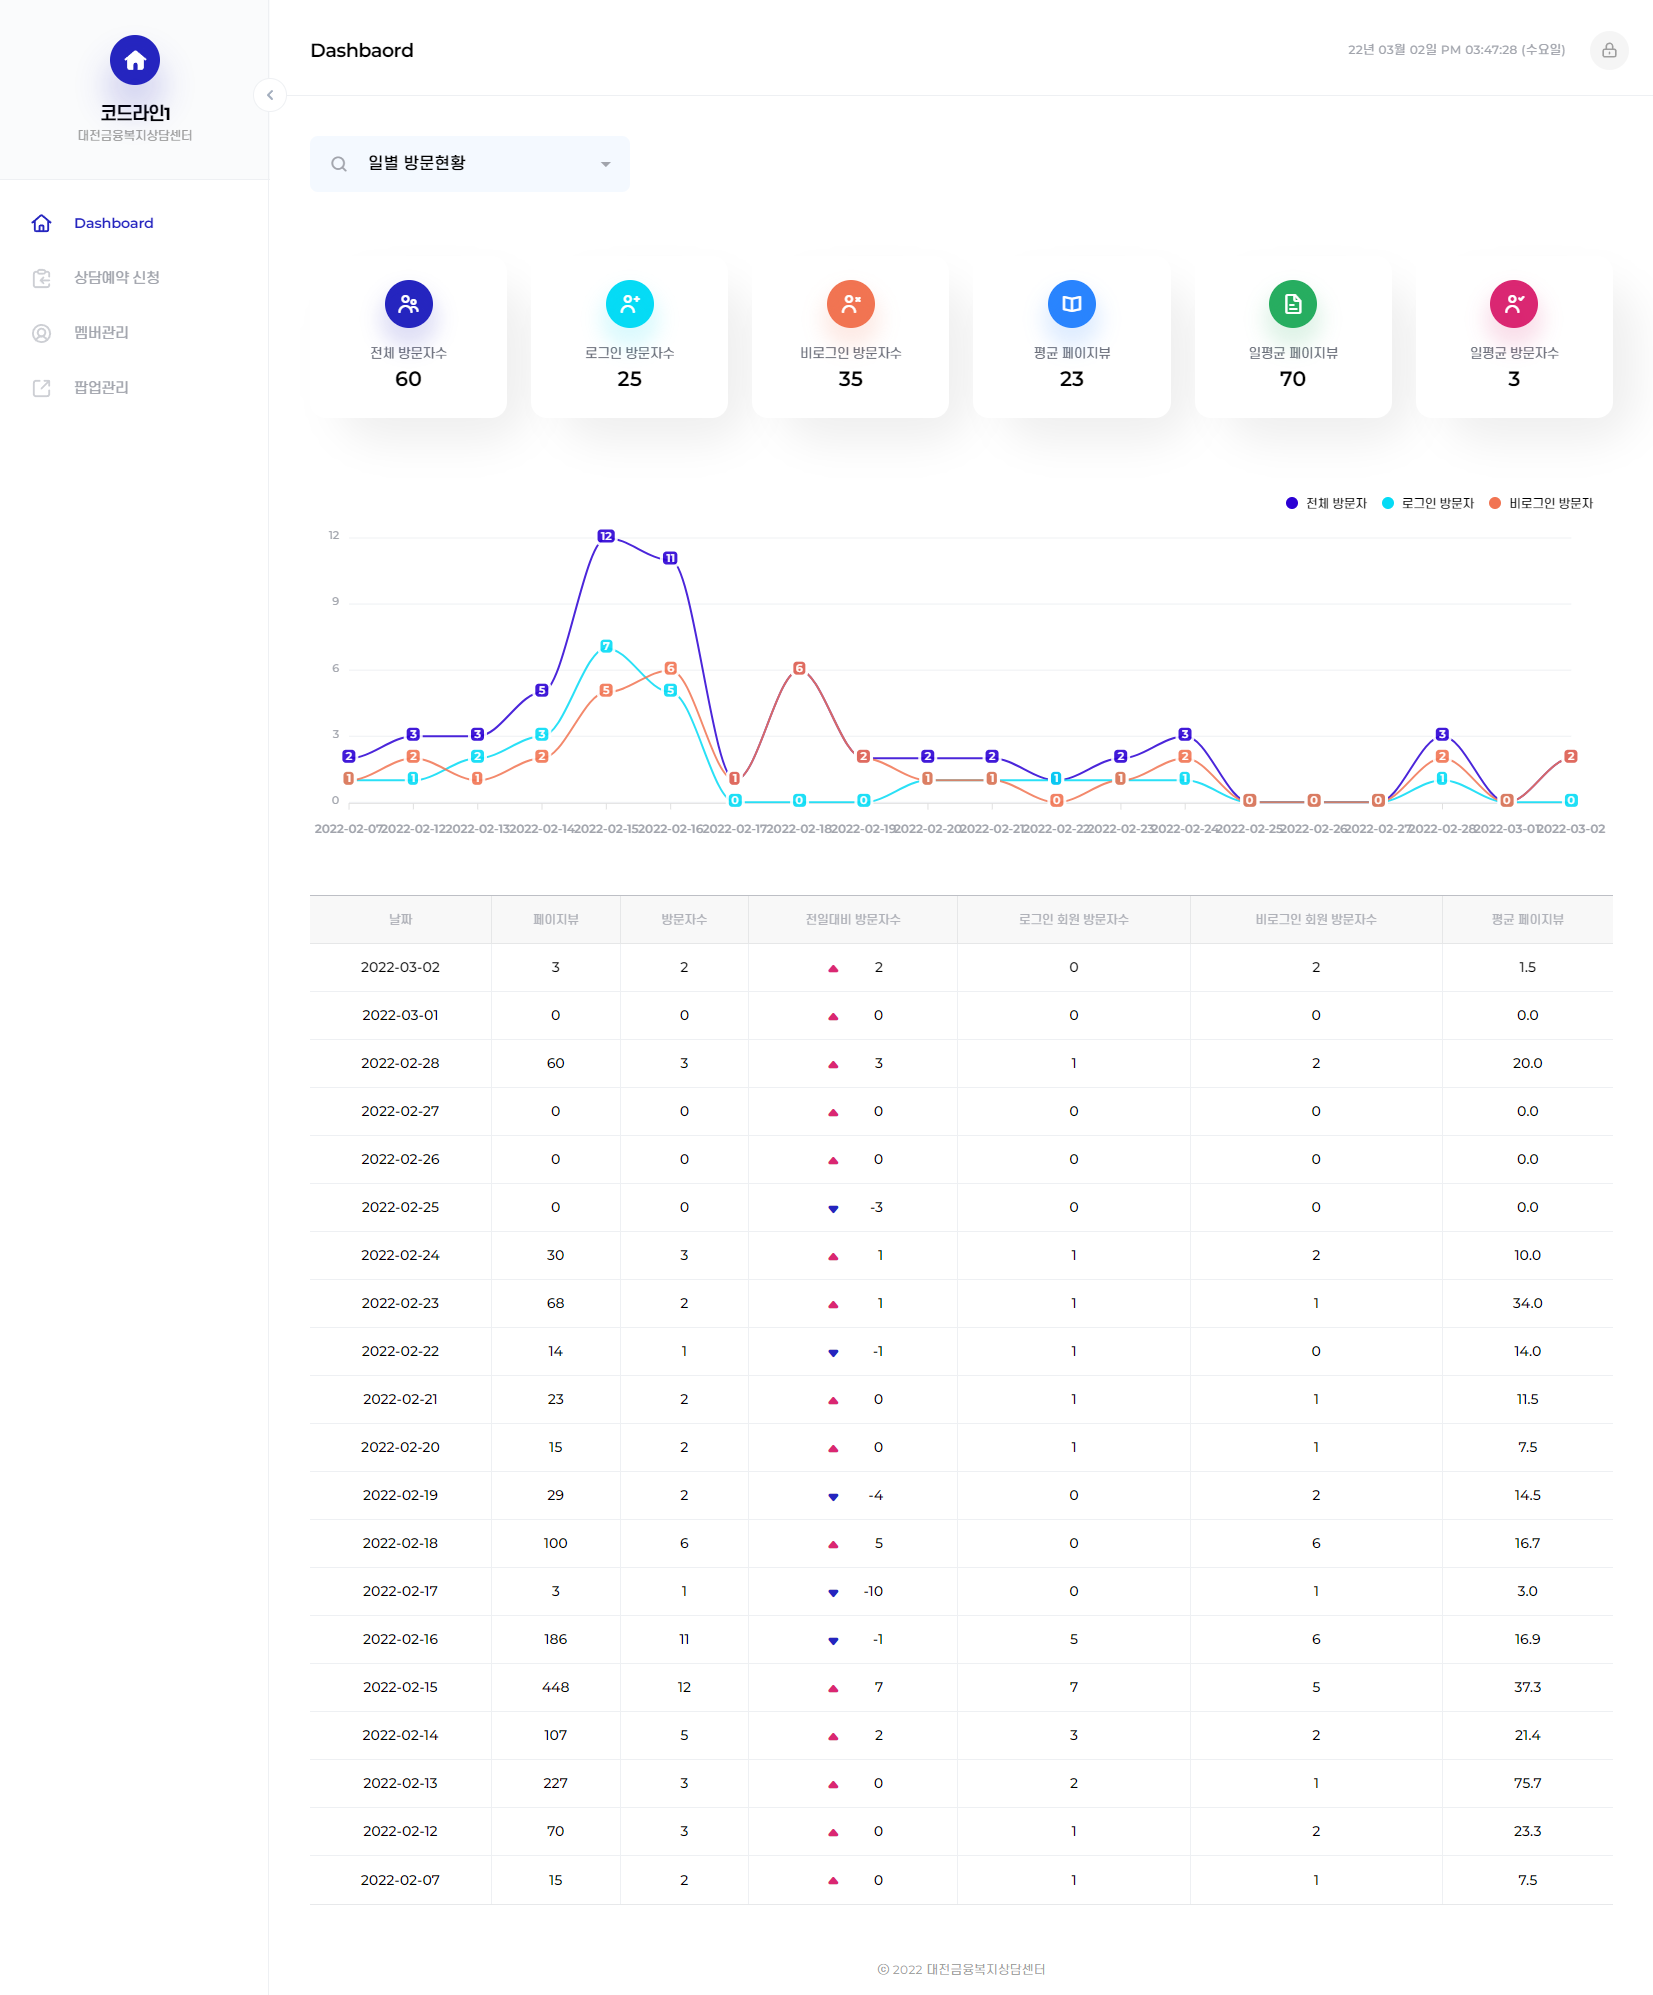 코드라인1
대전금융복지상담센터
Dashboard
상담예약 신청
멤버관리
팝업관리
Dashbaord
22년 03월 02일 PM 03:47:28 (수요일)
일별 방문현황
전체 방문자수
60
로그인 방문자수
25
비로그인 방문자수
35
평균 페이지뷰
23
일평균 페이지뷰
70
일평균 방문자수
3
전체 방문자 로그인 방문자 비로그인 방문자
12
9
6
3
0
12
11
7
6 6
5 5 5
3 3 3 3 3
2 2 2 2 2 2 2 2 2 2 2 2
1 1 1 1 1 1 1 1 1 1
0 0 0 0 0 0 0 0 0
2022-02-07 2022-02-12 2022-02-13 2022-02-14 2022-02-15 2022-02-16 2022-02-17 2022-02-18 2022-02-19 2022-02-20 2022-02-21 2022-02-22 2022-02-23 2022-02-24 2022-02-25 2022-02-26 2022-02-27 2022-02-28 2022-03-01 2022-03-02
날짜 페이지뷰 방문자수 전일대비 방문자수 로그인 회원 방문자수 비로그인 회원 방문자수 평균 페이지뷰
2022-03-02 3 2 ▲ 2 0 2 1.5
2022-03-01 0 0 ▲ 0 0 0 0.0
2022-02-28 60 3 ▲ 3 1 2 20.0
2022-02-27 0 0 ▲ 0 0 0 0.0
2022-02-26 0 0 ▲ 0 0 0 0.0
2022-02-25 0 0 ▼ -3 0 0 0.0
2022-02-24 30 3 ▲ 1 1 2 10.0
2022-02-23 68 2 ▲ 1 1 1 34.0
2022-02-22 14 1 ▼ -1 1 0 14.0
2022-02-21 23 2 ▲ 0 1 1 11.5
2022-02-20 15 2 ▲ 0 1 1 7.5
2022-02-19 29 2 ▼ -4 0 2 14.5
2022-02-18 100 6 ▲ 5 0 6 16.7
2022-02-17 3 1 ▼ -10 0 1 3.0
2022-02-16 186 11 ▼ -1 5 6 16.9
2022-02-15 448 12 ▲ 7 7 5 37.3
2022-02-14 107 5 ▲ 2 3 2 21.4
2022-02-13 227 3 ▲ 0 2 1 75.7
2022-02-12 70 3 ▲ 0 1 2 23.3
2022-02-07 15 2 ▲ 0 1 1 7.5
ⓒ 2022 대전금융복지상담센터